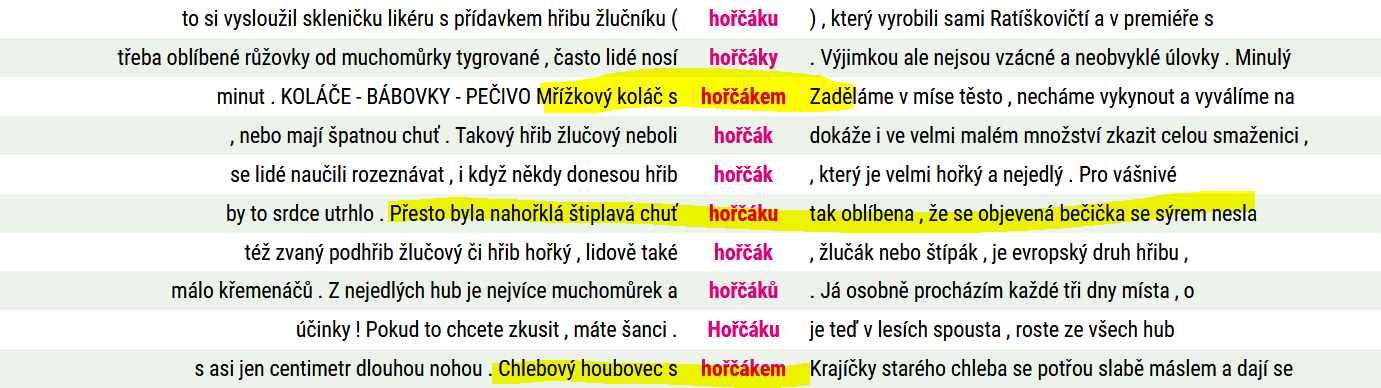 to si vysloužil skleničku likéru s přídavkem hřibu žlučníku ( hořčáku ) , který vyrobili sami Ratíškovičtí a v premiéře s
třeba oblíbené růžovky od muchomůrky tygrované , často lidé nosí hořčáky . Výjimkou ale nejsou vzácné a neobvyklé úlovky . Minulý
minut . KOLÁČE - BÁBOVKY - PEČIVO Mřížkový koláč s hořčákem Zaděláme v míse těsto , necháme vykynout a vyválíme na
, nebo mají špatnou chuť . Takový hřib žlučový neboli hořčák dokáže i ve velmi malém množství zkazit celou smaženici ,
se lidé naučili rozeznávat , i když někdy donesou hřib hořčák , který je velmi hořký a nejedlý . Pro vášnivé
by to srdce utrhlo . Přesto byla nahořklá štiplavá chuť hořčáku tak oblíbena , že se objevená bečička se sýrem nesla
též zvaný podhřib žlučový či hřib hořký , lidově také hořčák , žlučák nebo štípák , je evropský druh hřibu ,
málo křemenáčů . Z nejedlých hub je nejvíce muchomůrek a hořčáků . Já osobně procházím každé tři dny místa , o
účinky ! Pokud to chcete zkusit , máte šanci . Hořčáku je teď v lesích spousta , roste ze všech hub
s asi jen centimetr dlouhou nohou . Chlebový houbovec s hořčákem Krajíčky starého chleba se potřou slabě máslem a dají se